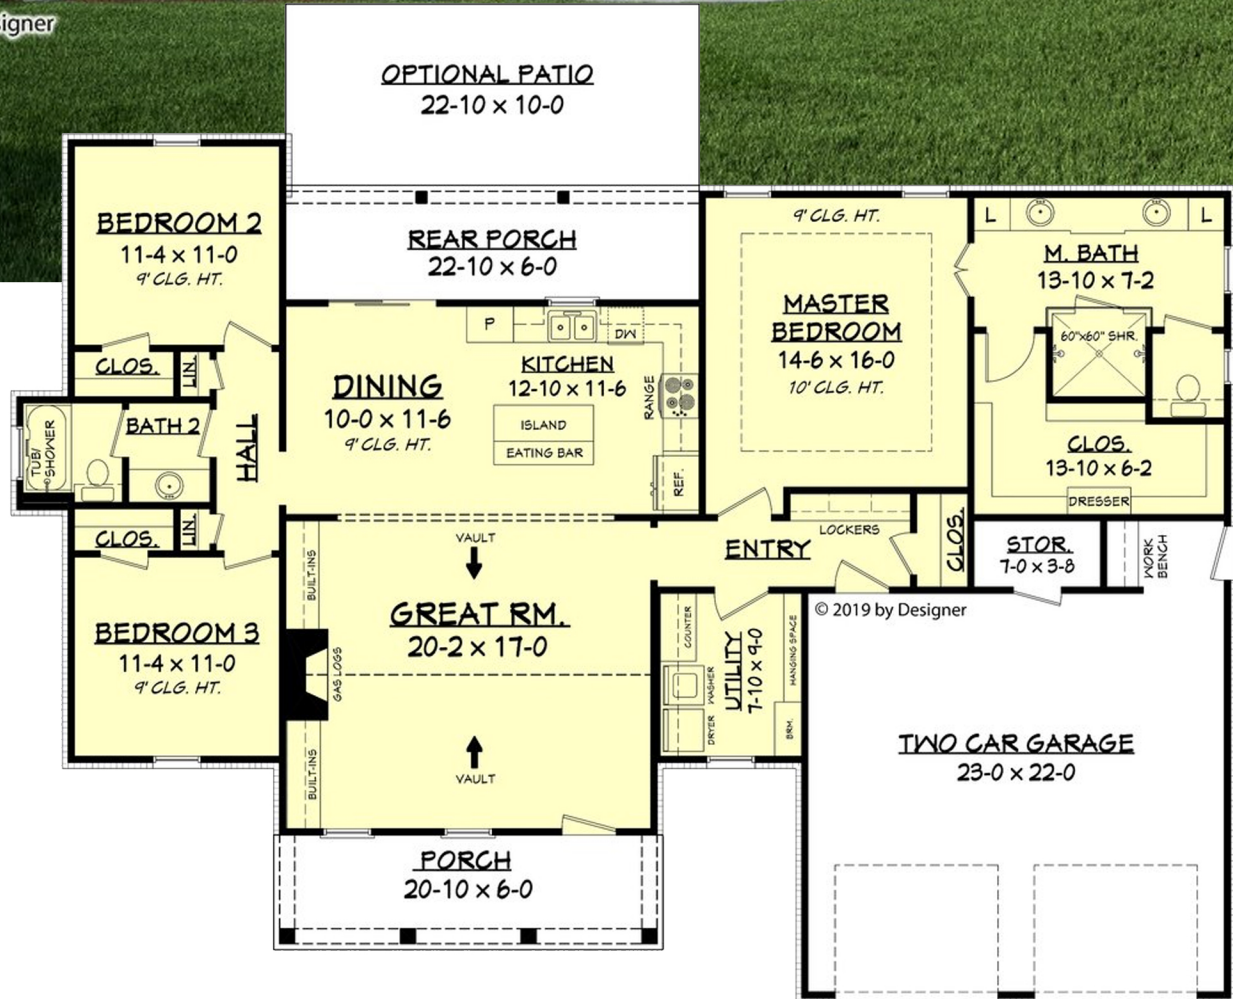 signer
OPTIONAL PATIO
22-10 x 10-0
BEDROOM 2
11-4 x 11-0
9' CLG. HT.
REAR PORCH
22-10 x 6-0
9' CLG. HT.
MASTER
BEDROOM
14-6 x 16-0
10' CLG. HT.
L
L
M. BATH
13-10 x 7-2
60"x60" SHR.
CLOS.
LIN.
P
DW
KITCHEN
12-10 x 11-6
RANGE
ISLAND
EATING BAR
REF.
DINING
10-0 x 11-6
9' CLG. HT.
TUB/
SHOWER
BATH 2
HALL
CLOS.
13-10 x 6-2
DRESSER
CLOS.
LIN.
LOCKERS
ENTRY
CLOS.
STOR.
7-0 x 3-8
WORK
BENCH
BUILT-INS
VAULT
GREAT RM.
20-2 x 17-0
GAS LOGS
VAULT
BUILT-INS
BEDROOM 3
11-4 x 11-0
9' CLG. HT.
COUNTER
WASHER
DRYER
UTILITY
7-10 x 9-0
HANGING SPACE
BRM.
© 2019 by Designer
TWO CAR GARAGE
23-0 x 22-0
PORCH
20-10 x 6-0